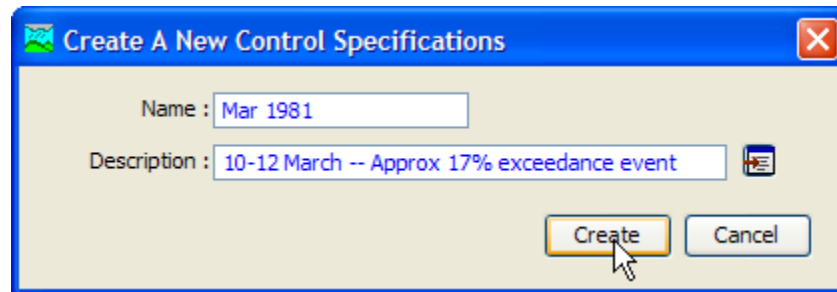 Create A New Control Specifications
Name : Mar 1981
Description : 10-12 March -- Approx 17% exceedance event
Create Cancel